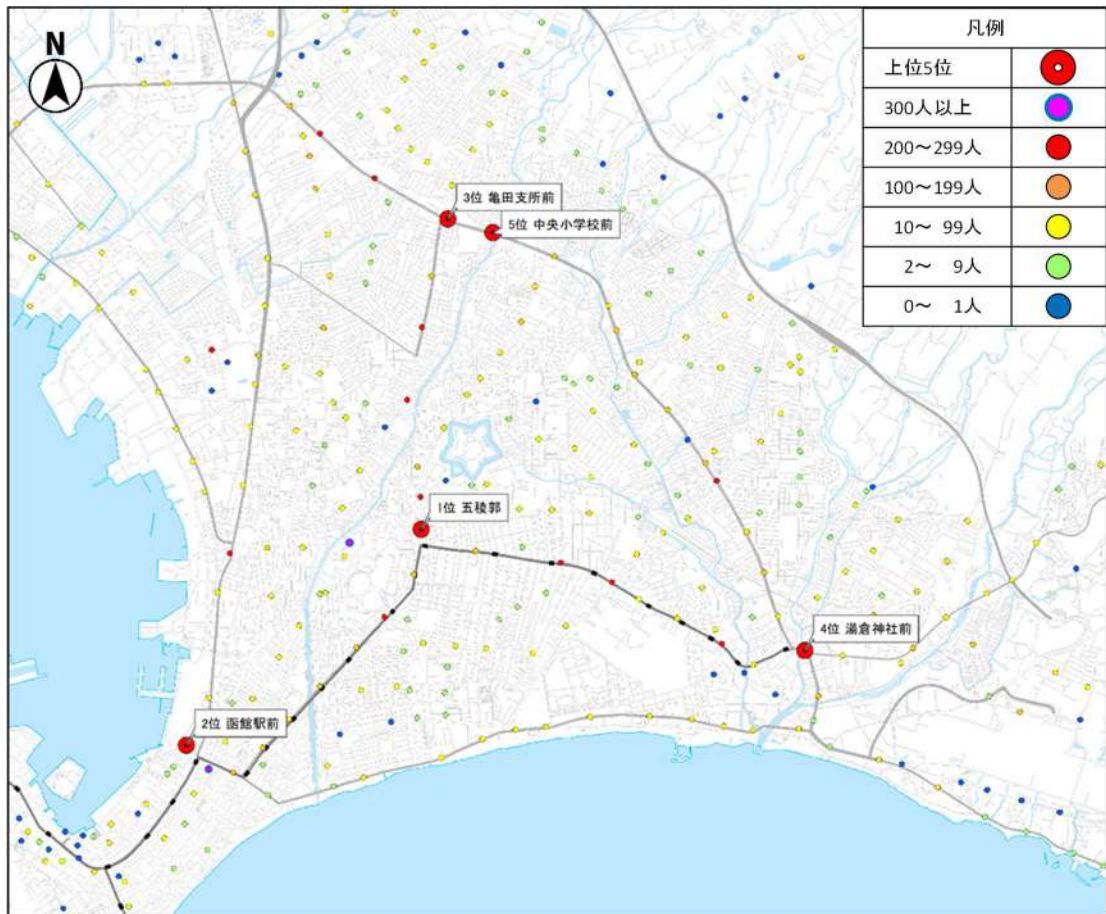 N
凡例
上位5位
300人以上
200～299人
100～199人
10～ 99人
2～ 9人
0～ 1人
3位 亀田支所前
5位 中央小学校前
1位 五稜郭
4位 湯倉神社前
2位 函館駅前